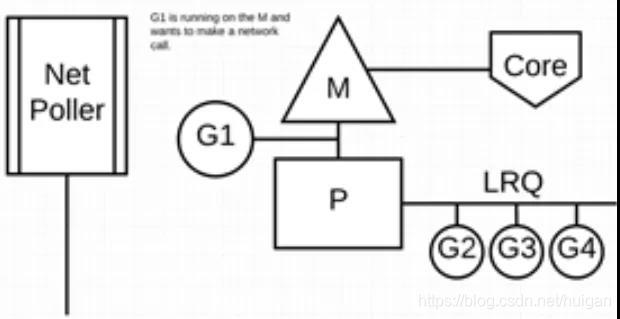 G1 is running on the M and
wants to make a network
call.
Net
Poller
M
Core
G1
P
LRQ
G2
G3
G4
https://blog.csdn.net/huigan